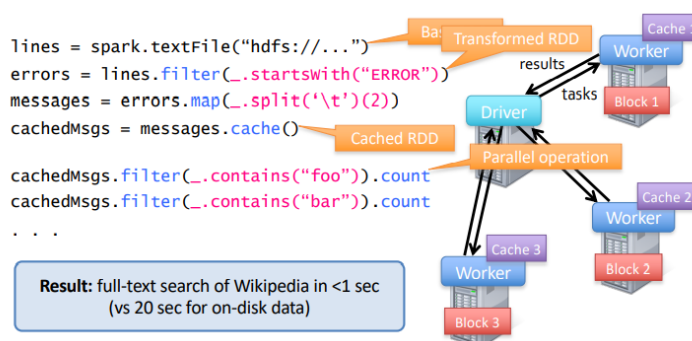 lines = spark.textFile(“hdfs://...”)
errors = lines.filter(_.startsWith(“ERROR”))
messages = errors.map(_.split(‘\t’)(2))
cachedMsgs = messages.cache()
cachedMsgs.filter(_.contains(“foo”)).count
cachedMsgs.filter(_.contains(“bar”)).count
. . .
Transformed RDD
Cached RDD
Parallel operation
Result: full-text search of Wikipedia in <1 sec
(vs 20 sec for on-disk data)
Driver
results
tasks
Cache 1
Worker
Block 1
Cache 2
Worker
Block 2
Cache 3
Worker
Block 3